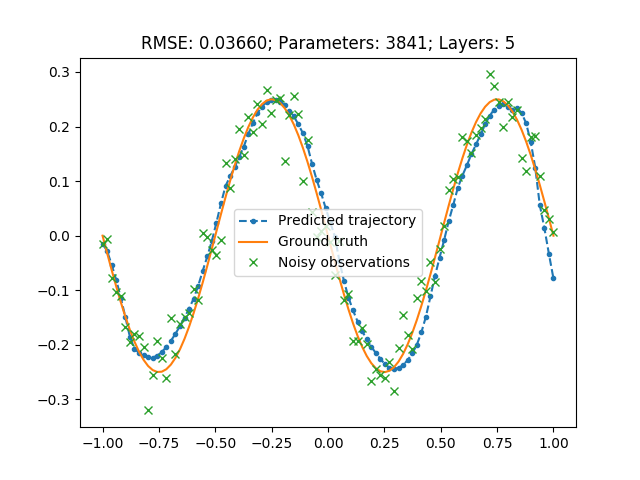 RMSE: 0.03660; Parameters: 3841; Layers: 5
0.3
0.2
0.1
0.0
−0.1
−0.2
−0.3
Predicted trajectory
Ground truth
Noisy observations
−1.00 −0.75 −0.50 −0.25 0.00 0.25 0.50 0.75 1.00